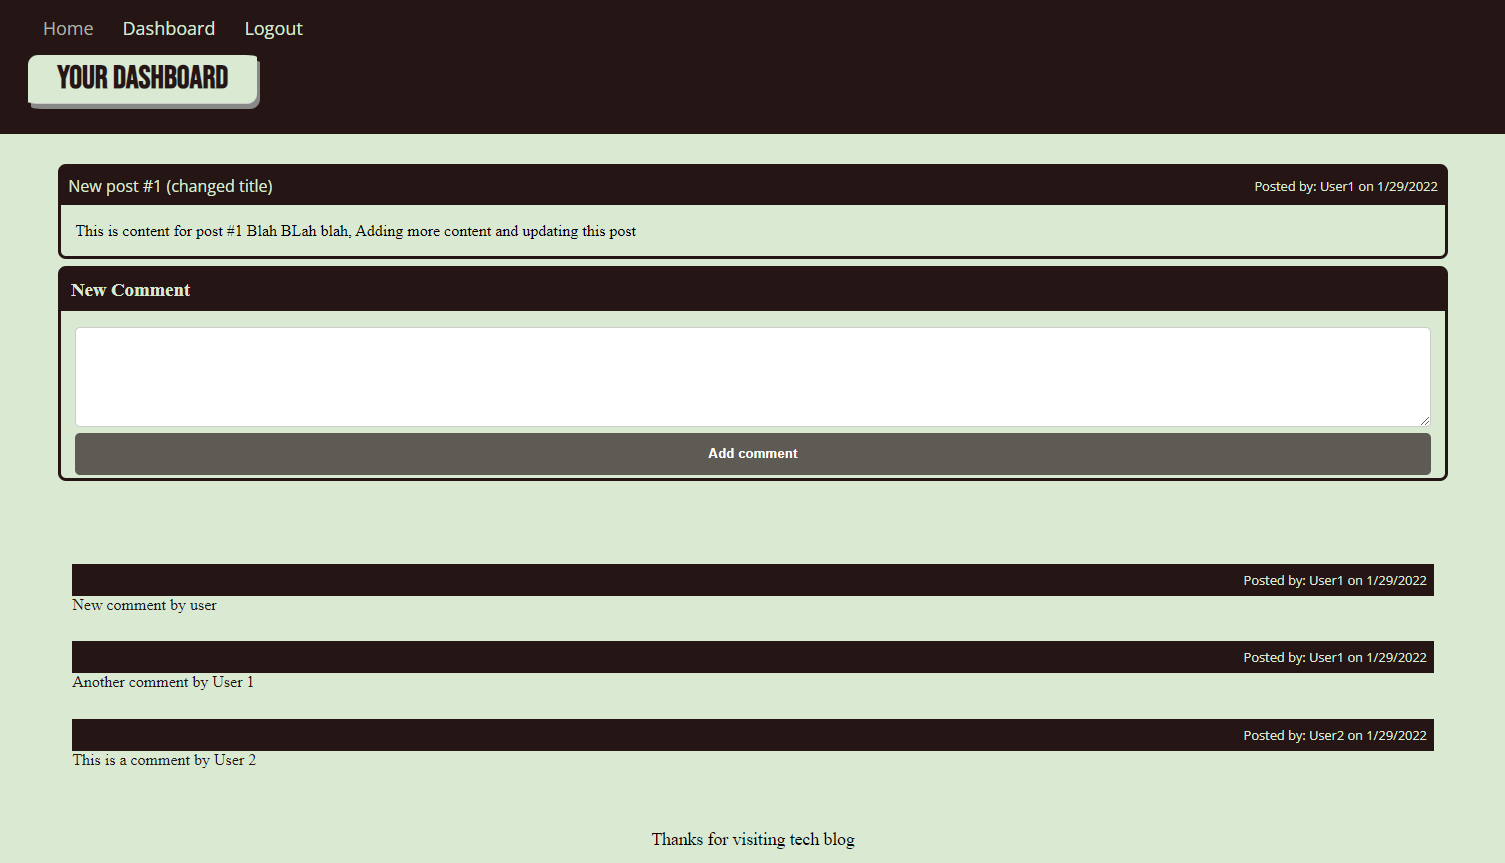 Home Dashboard Logout
YOUR DASHBOARD
New post #1 (changed title) Posted by: User1 on 1/29/2022
This is content for post #1 Blah BLah blah, Adding more content and updating this post
New Comment
Add comment
Posted by: User1 on 1/29/2022
New comment by user
Posted by: User1 on 1/29/2022
Another comment by User 1
Posted by: User2 on 1/29/2022
This is a comment by User 2
Thanks for visiting tech blog